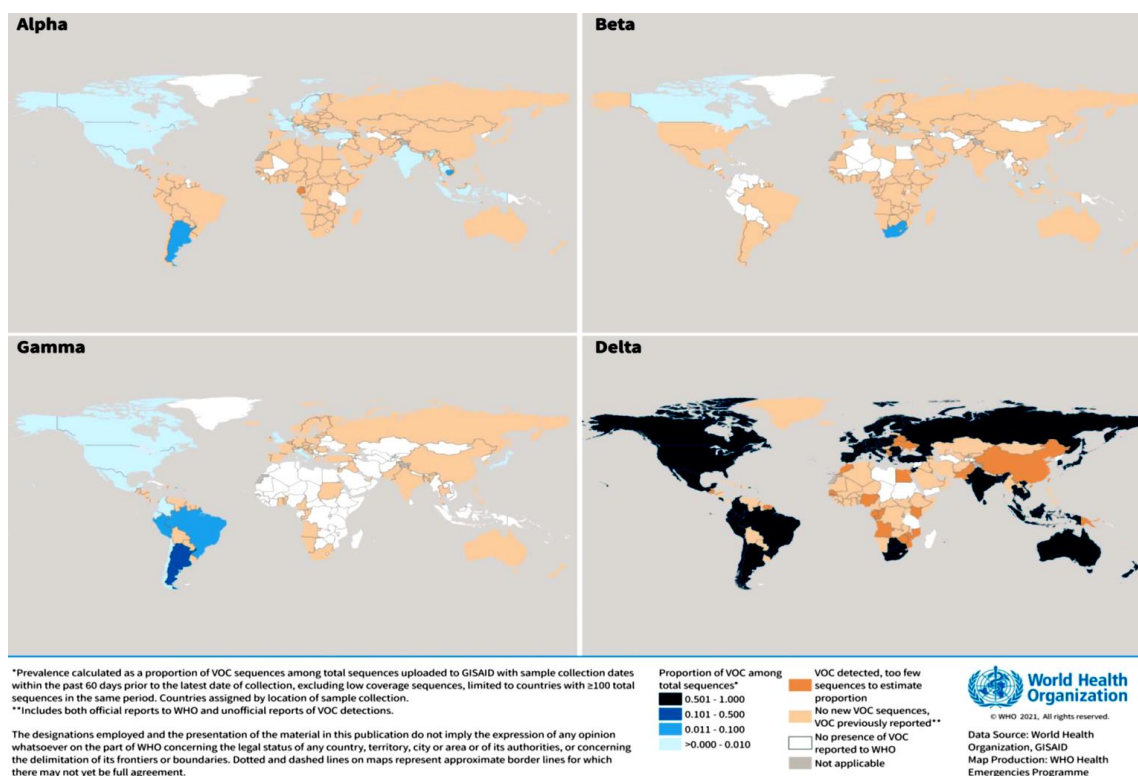 Alpha
Beta
Gamma
Delta
*Prevalence calculated as a proportion of VOC sequences among total sequences uploaded to GISAID with sample collection dates
within the past 60 days prior to the latest date of collection, excluding low coverage sequences, limited to countries with ≥100 total
sequences in the same period. Countries assigned by location of sample collection.
**Includes both official reports to WHO and unofficial reports of VOC detections.
The designations employed and the presentation of the material in this publication do not imply the expression of any opinion
whatsoever on the part of WHO concerning the legal status of any country, territory, city or area or of its authorities, or concerning
the delimitation of its frontiers or boundaries. Dotted and dashed lines on maps represent approximate border lines for which
there may not yet be full agreement.
Proportion of VOC among
total sequences*
0.501 - 1.000
0.101 - 0.500
0.011 - 0.100
>0.000 - 0.010
VOC detected, too few
sequences to estimate
proportion
No new VOC sequences,
VOC previously reported**
No presence of VOC
reported to WHO
Not applicable
World Health
Organization
© WHO 2021, All rights reserved.
Data Source: World Health
Organization, GISAID
Map Production: WHO Health
Emergencies Programme